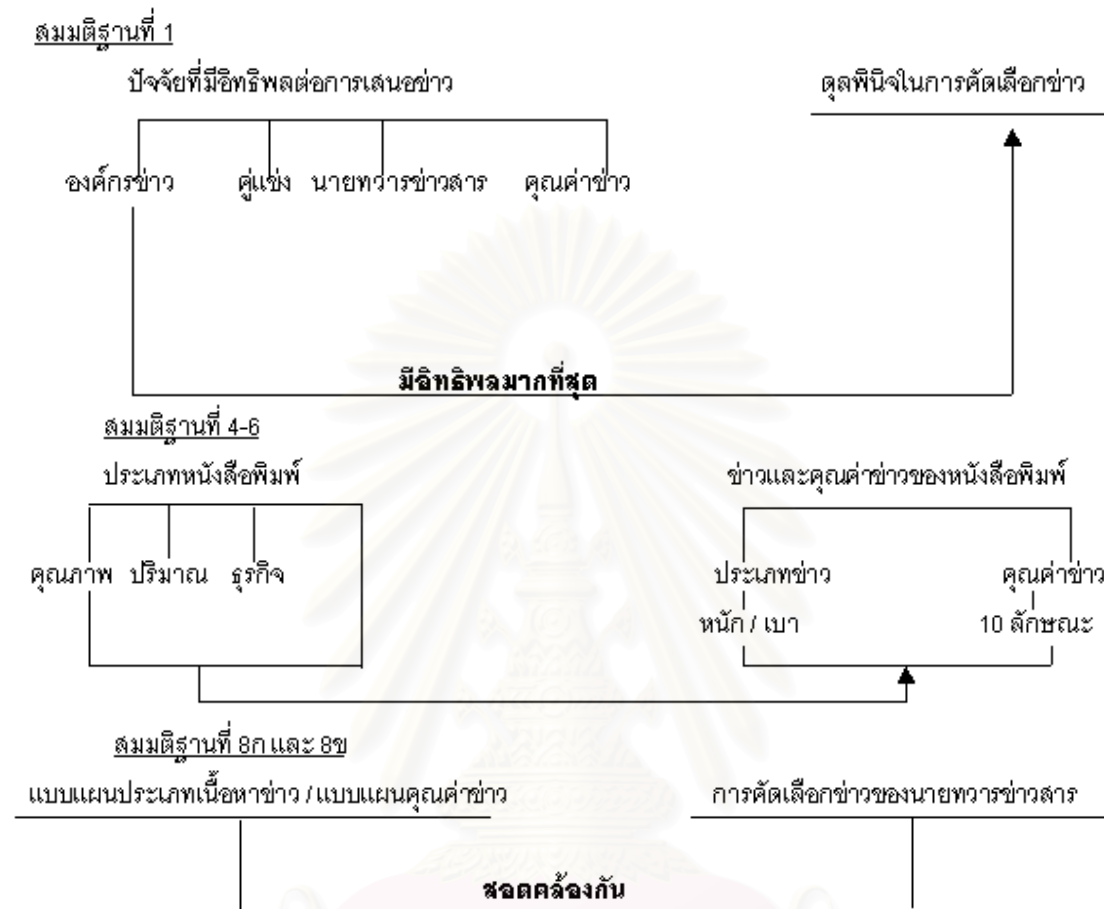 สมมติฐานที่ 1
ปัจจัยที่มีอิทธิพลต่อการเสนอข่าว ดุลพินิจในการคัดเลือกข่าว
องค์กรข่าว คู่แข่ง นายทวารข่าวสาร คุณค่าข่าว
มีอิทธิพลมากที่สุด
สมมติฐานที่ 4-6
ประเภทหนังสือพิมพ์ ข่าวและคุณค่าข่าวของหนังสือพิมพ์
คุณภาพ ปริมาณ ธุรกิจ ประเภทข่าว คุณค่าข่าว
หนัก / เบา 10 ลักษณะ
สมมติฐานที่ 8ก และ 8ข
แบบแผนประเภทเนื้อหาข่าว / แบบแผนคุณค่าข่าว การคัดเลือกข่าวของนายทวารข่าวสาร
สอดคล้องกัน